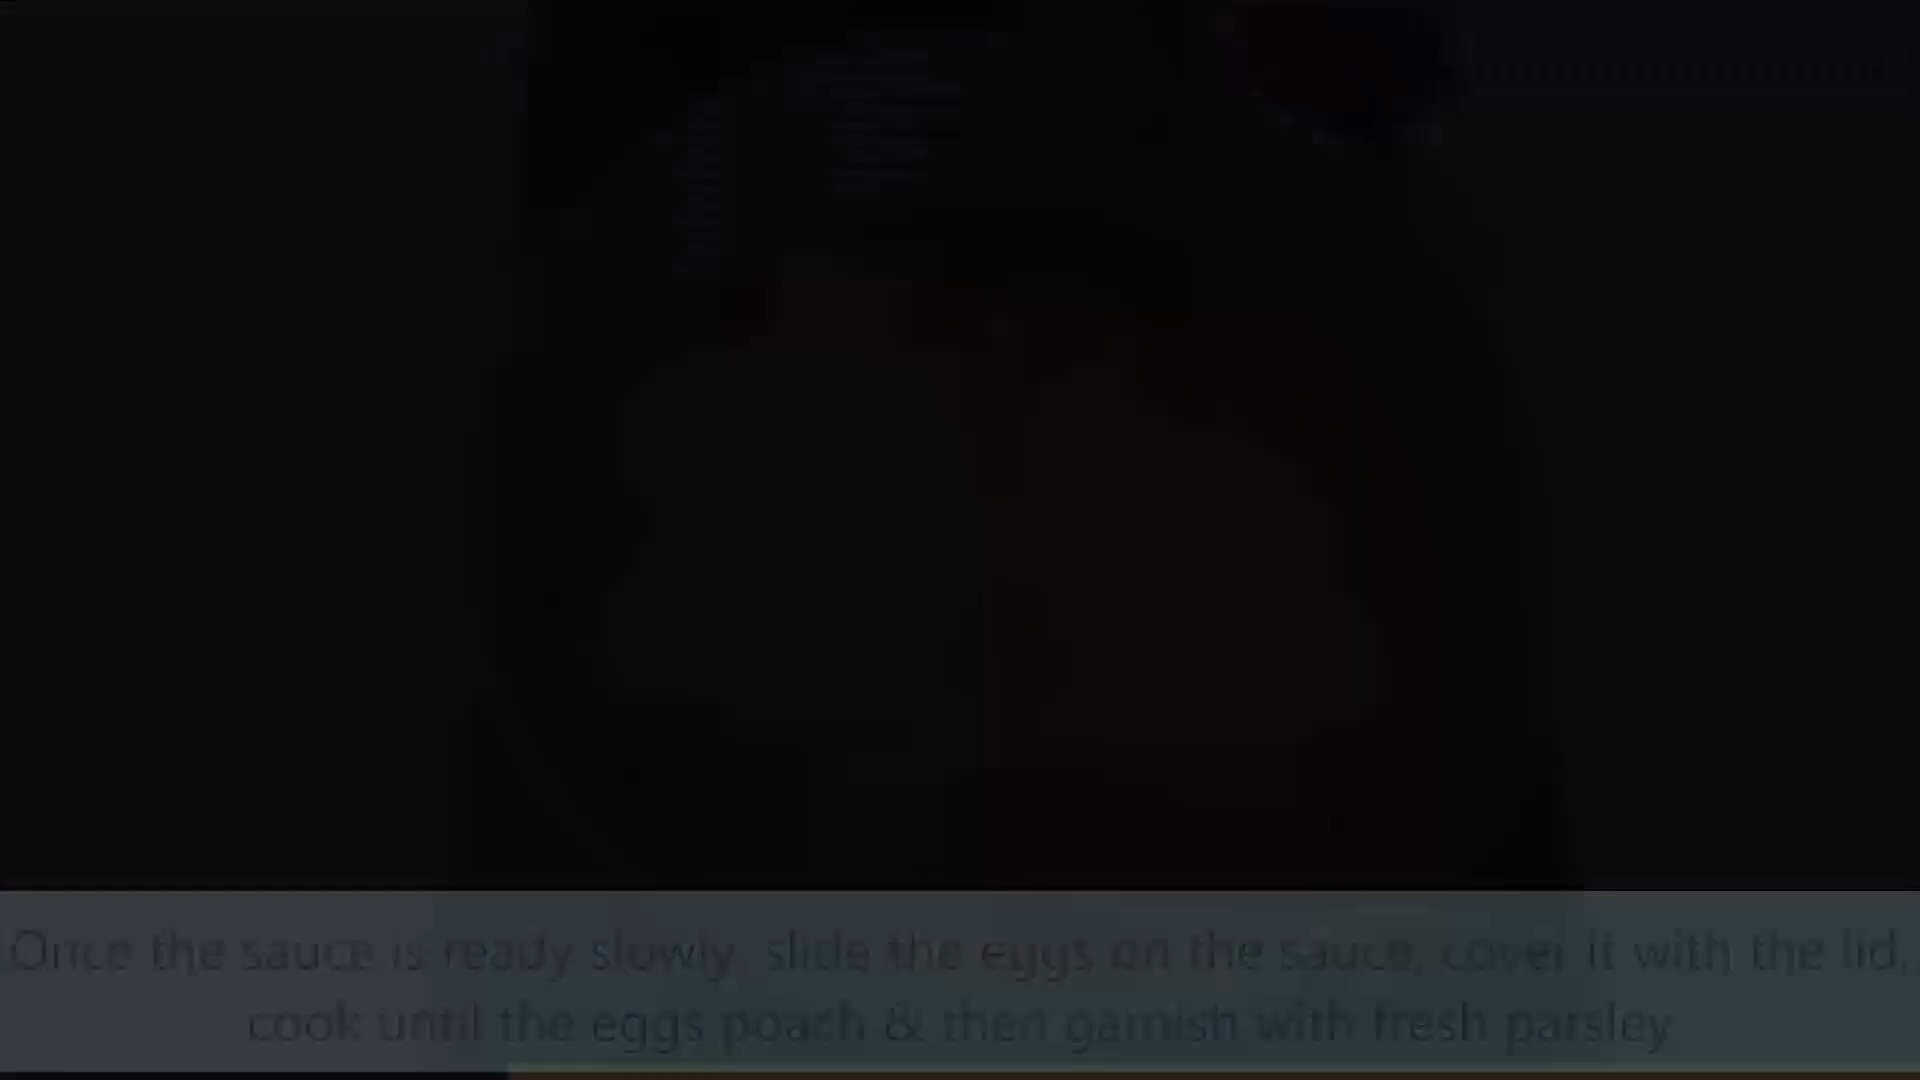 Once the sauce is ready slowly, slide the eggs on the sauce, cover it with the lid,
cook until the eggs poach & then garnish with fresh parsley